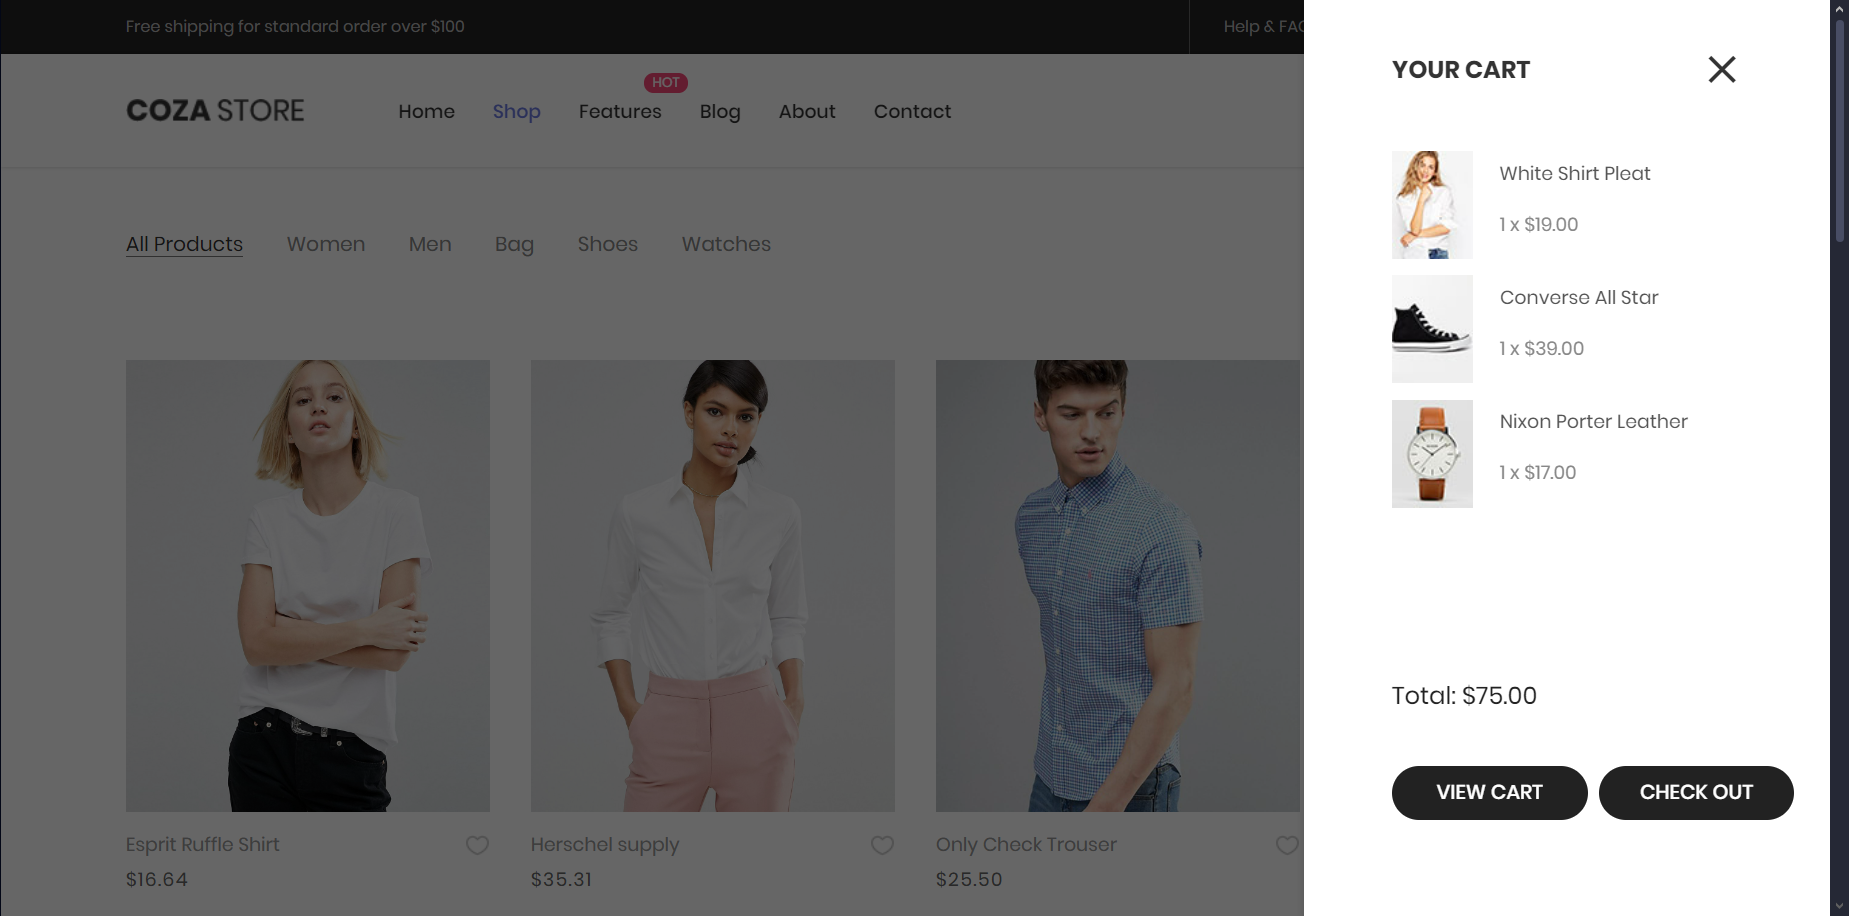 Free shipping for standard order over $100
Help & FAQ
COZA STORE
Home
Shop
Features
HOT
Blog
About
Contact
All Products
Women
Men
Bag
Shoes
Watches
Esprit Ruffle Shirt
$16.64
Herschel supply
$35.31
Only Check Trouser
$25.50
YOUR CART
White Shirt Pleat
1 x $19.00
Converse All Star
1 x $39.00
Nixon Porter Leather
1 x $17.00
Total: $75.00
VIEW CART
CHECK OUT